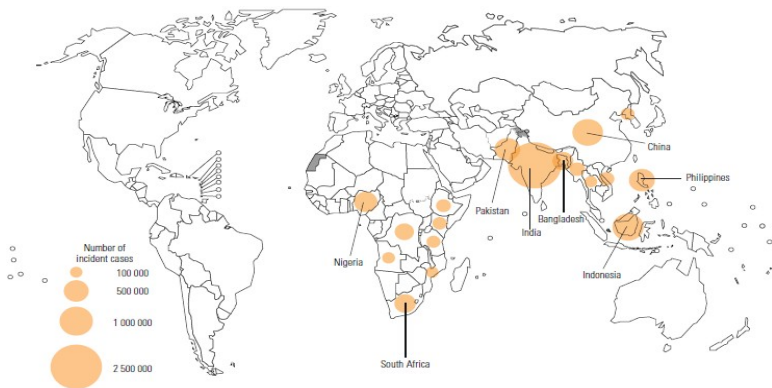 China
Philippines
Pakistan
Bangladesh
India
Nigeria
Indonesia
South Africa
Number of
incident cases
100 000
500 000
1 000 000
2 500 000